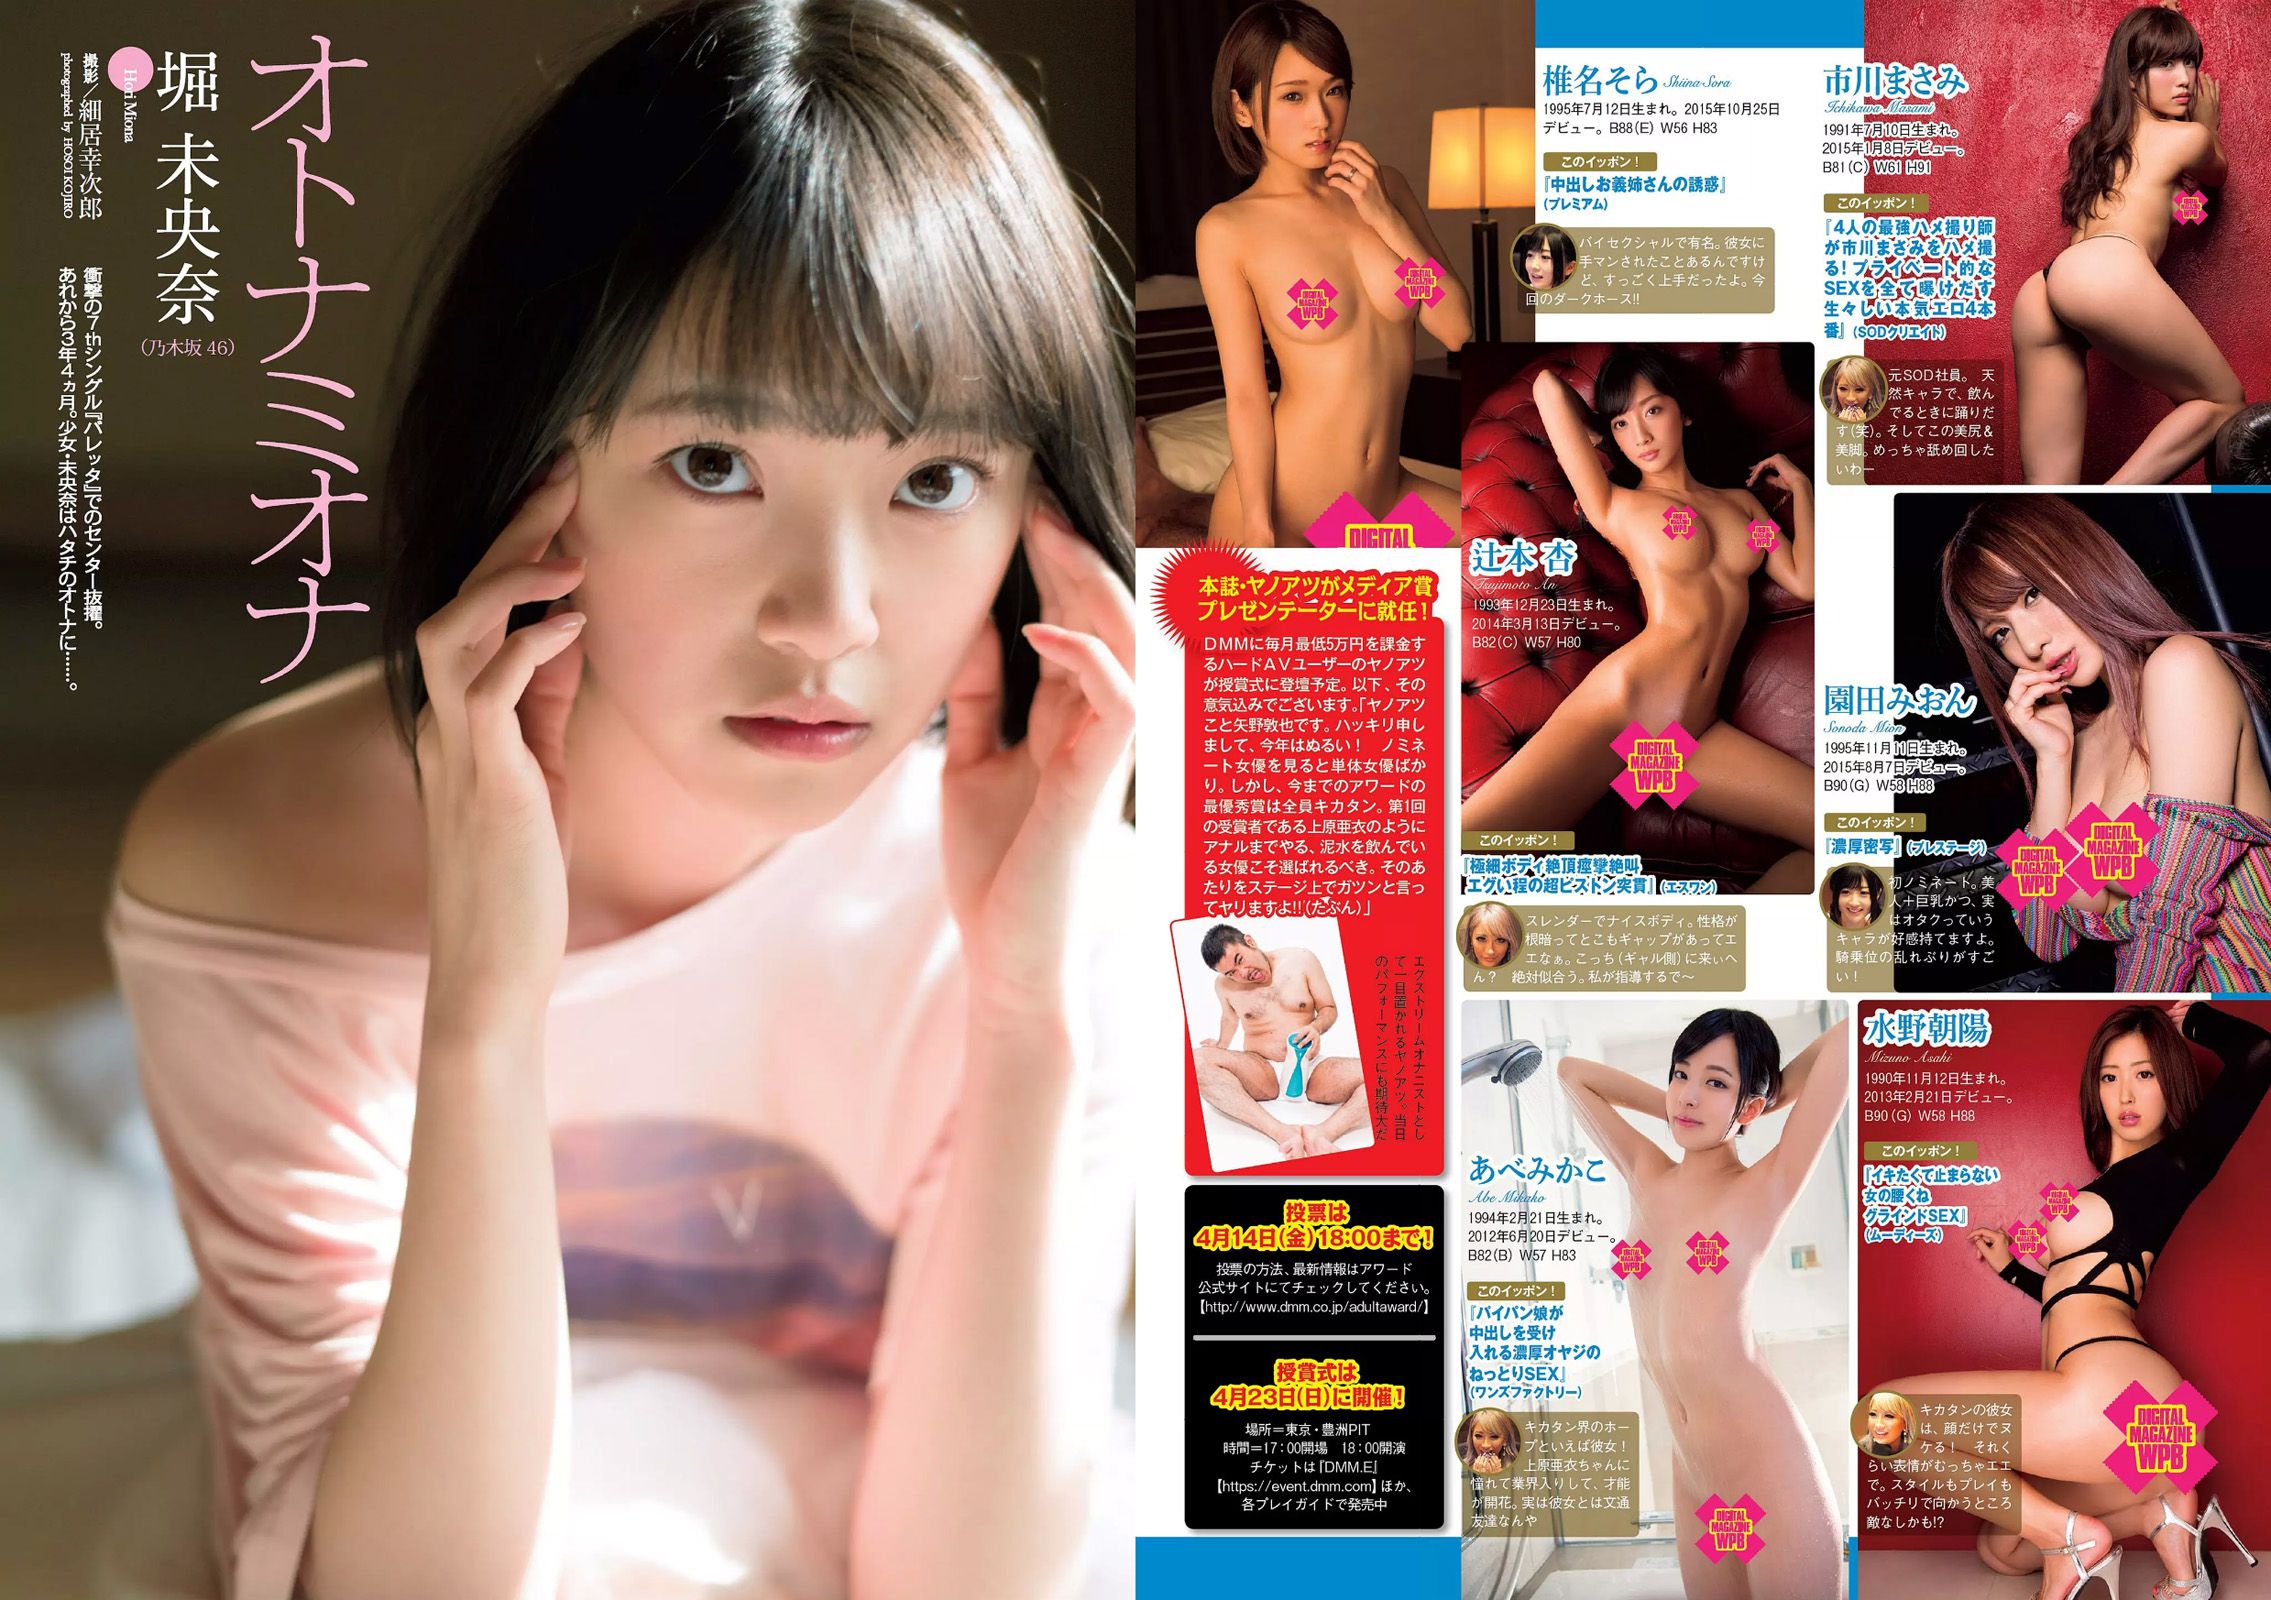 オトナミオナ
堀 未央奈
(乃木坂46)
Hori Miona
撮影/細居幸次郎
photographed by HOSOI KOJIRO
衝撃の7thシングル『バレッタ』でのセンター抜擢。
あれから3年4ヵ月。少女・未央奈はハタチのオトナに……。
椎名そら Shiina Sora
1995年7月12日生まれ。2015年10月25日
デビュー。B88(E) W56 H83
このイッポン!
『中出しお義姉さんの誘惑』
(プレミアム)
バイセクシャルで有名。彼女に
手マンされたことあるんですけ
ど、すっごく上手だったよ。今
回のダークホース!!
市川まさみ
Ichikawa Masami
1991年7月10日生まれ。
2015年1月8日デビュー。
B81(C) W61 H91
このイッポン!
『4人の最強ハメ撮り師
が市川まさみをハメ撮
る!プライベート的な
SEXを全て曝けだす
生々しい本気エロ4本
番』(SODクリエイト)
元SOD社員。 天
然キャラで、飲ん
でるときに踊りだ
す(笑)。そしてこの美尻&
美脚。めっちゃ舐め回した
いわー
辻本 杏
Tsujimoto An
1993年12月23日生まれ。
2014年3月13日デビュー。
B82(C) W57 H80
このイッポン!
『極細ボディ絶頂痙攣絶叫
エグい程の超ピストン突貫』(エスワン)
スレンダーでナイスボディ。性格が
根暗ってとこもギャップがあってエ
エなぁ。こっち(ギャル側)に来ぃへ
ん? 絶対似合う。私が指導するで〜
園田みおん
Sonoda Mion
1995年11月11日生まれ。
2015年8月7日デビュー。
B90(G) W58 H88
このイッポン!
『濃厚密写』(プレステージ)
初ノミネート。美
人+巨乳かつ、実
はオタクっていう
キャラが好感持てますよ。
騎乗位の乱れぶりがすご
い!
本誌・ヤノアツがメディア賞
プレゼンテーターに就任!
DMMに毎月最低5万円を課金す
るハードAVユーザーのヤノアツ
が授賞式に登壇予定。以下、その
意気込みでございます。「ヤノアツ
こと矢野敦也です。ハッキリ申し
まして、今年はぬるい! ノミネ
ート女優を見ると単体女優ばか
り。しかし、今までのアワードの
最優秀賞は全員キカタン。第1回
の受賞者である上原亜衣のように
アナルまでやる、泥水を飲んでい
る女優こそ選ばれるべき。そのあ
たりをステージ上でガツンと言っ
てヤリますよ!!(たぶん)」
エクストリームオナニストとし
て一目置かれるヤノアツ。当日
のパフォーマンスにも期待大だ
投票は
4月14日(金)18:00まで!
投票の方法、最新情報はアワード
公式サイトにてチェックしてください。
【http://www.dmm.co.jp/adultaward/】
授賞式は
4月23日(日)に開催!
場所=東京・豊洲PIT
時間=17:00開場 18:00開演
チケットは『DMM.E』
【https://event.dmm.com】ほか、
各プレイガイドで発売中
あべみかこ
Abe Mikako
1994年2月21日生まれ。
2012年6月20日デビュー。
B82(B) W57 H83
このイッポン!
『パイパン娘が
中出しを受け
入れる濃厚オヤジの
ねっとりSEX』
(ワンズファクトリー)
キカタン界のホー
プといえば彼女!
上原亜衣ちゃんに
憧れて業界入りして、才能
が開花。実は彼女とは文通
友達なんや
水野朝陽
Mizuno Asahi
1990年11月12日生まれ。
2013年2月21日デビュー。
B90(G) W58 H88
このイッポン!
『イキたくて止まらない
女の腰くね
グラインドSEX』
(ムーディーズ)
キカタンの彼女
は、顔だけでヌ
ケる! それく
らい表情がむっちゃエエ
で。スタイルもプレイも
バッチリで向かうところ
敵なしかも!?
DIGITAL
MAGAZINE
WPB
DIGITAL
MAGAZINE
WPB
DIGITAL
DIGITAL
MAGAZINE
WPB
DIGITAL
MAGAZINE
WPB
DIGITAL
MAGAZINE
WPB
DIGITAL
MAGAZINE
WPB
DIGITAL
MAGAZINE
WPB
DIGITAL
MAGAZINE
WPB
DIGITAL
MAGAZINE
WPB
DIGITAL
MAGAZINE
WPB
DIGITAL
MAGAZINE
WPB
DIGITAL
MAGAZINE
WPB
DIGITAL
MAGAZINE
WPB
DIGITAL
MAGAZINE
WPB